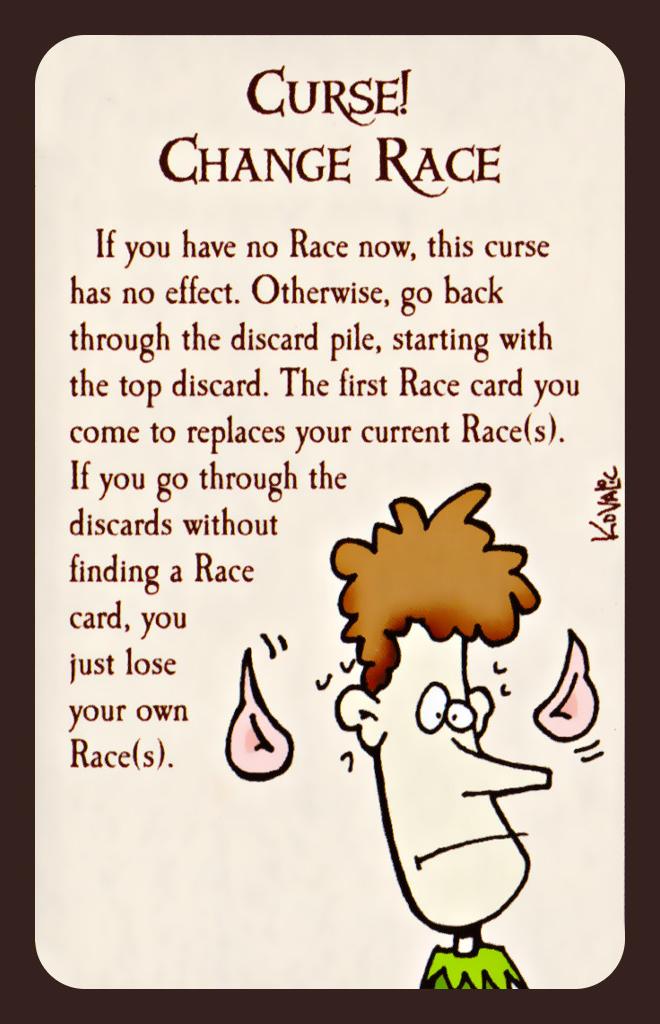 Curse!
Change Race
If you have no Race now, this curse
has no effect. Otherwise, go back
through the discard pile, starting with
the top discard. The first Race card you
come to replaces your current Race(s).
If you go through the
discards without
finding a Race
card, you
just lose
your own
Race(s).
Kovalic